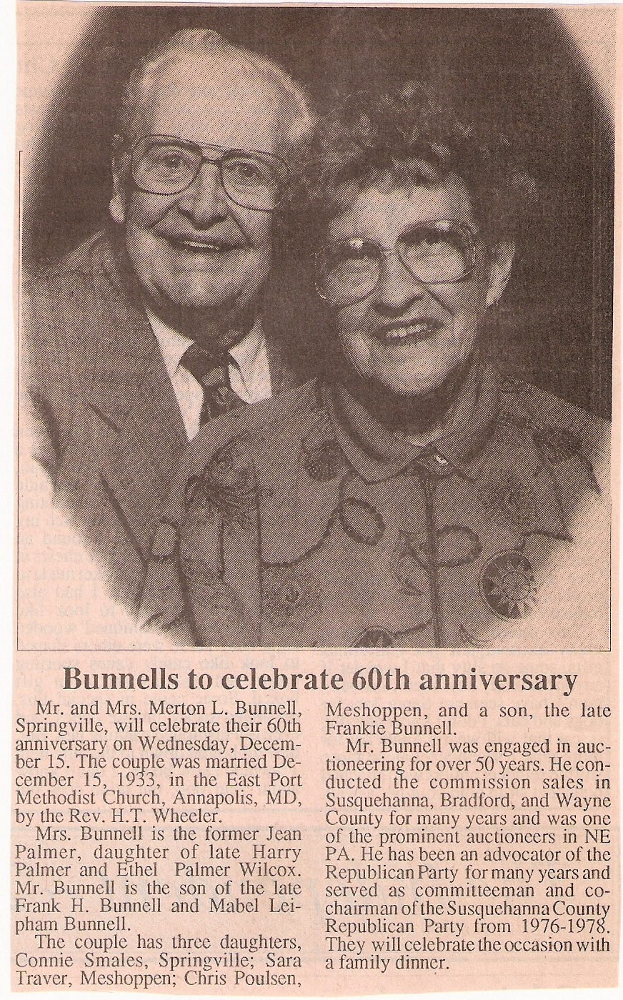 Bunnells to celebrate 60th anniversary
Mr. and Mrs. Merton L. Bunnell,
Springville, will celebrate their 60th
anniversary on Wednesday, Decem-
ber 15. The couple was married De-
cember 15, 1933, in the East Port
Methodist Church, Annapolis, MD,
by the Rev. H.T. Wheeler.
Mrs. Bunnell is the former Jean
Palmer, daughter of late Harry
Palmer and Ethel Palmer Wilcox.
Mr. Bunnell is the son of the late
Frank H. Bunnell and Mabel Lei-
pham Bunnell.
The couple has three daughters,
Connie Smales, Springville; Sara
Traver, Meshoppen; Chris Poulsen,
Meshoppen, and a son, the late
Frankie Bunnell.
Mr. Bunnell was engaged in auc-
tioneering for over 50 years. He con-
ducted the commission sales in
Susquehanna, Bradford, and Wayne
County for many years and was one
of the prominent auctioneers in NE
PA. He has been an advocator of the
Republican Party for many years and
served as committeeman and co-
chairman of the Susquehanna County
Republican Party from 1976-1978.
They will celebrate the occasion with
a family dinner.